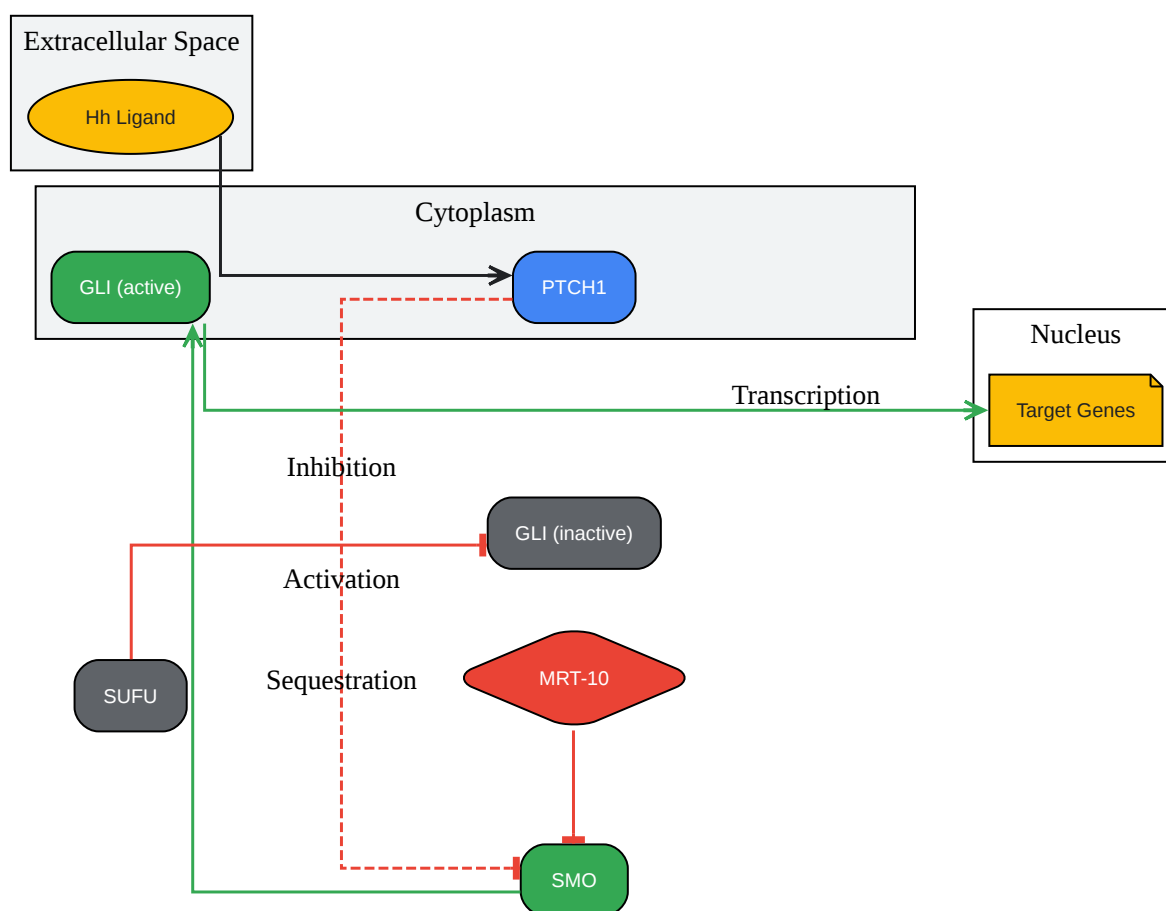 Extracellular Space
Hh Ligand
Cytoplasm
GLI (active)
PTCH1
Nucleus
Transcription
Target Genes
Inhibition
GLI (inactive)
Activation
MRT-10
Sequestration
SUFU
SMO